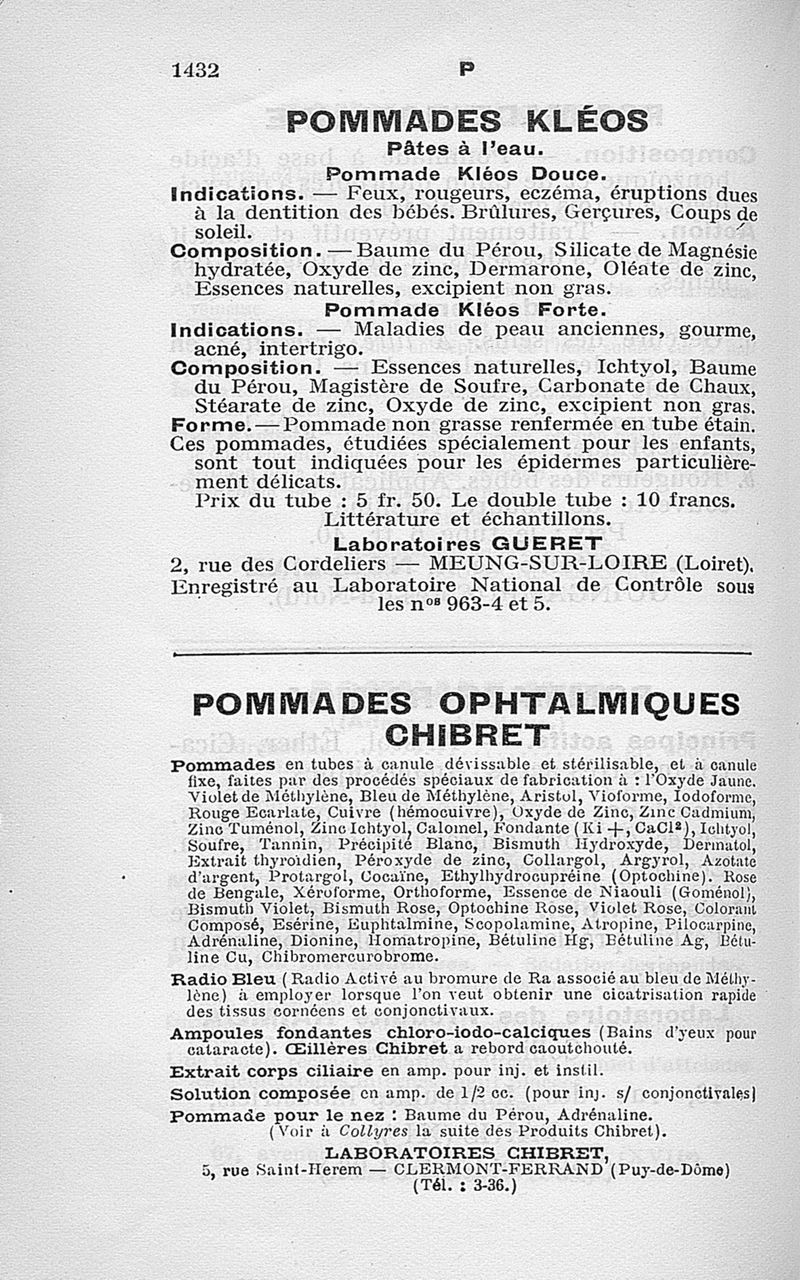 1432 P
POMMADES KLÉOS
Pâtes à l'eau.
Pommade Kléos Douce.
Indications. — Feux, rougeurs, eczéma, éruptions dues
à la dentition des bébés. Brûlures, Gerçures, Coups de
soleil.
Composition. — Baume du Pérou, Silicate de Magnésie
hydratée, Oxyde de zinc, Dermarone, Oléate de zinc,
Essences naturelles, excipient non gras.
Pommade Kléos Forte.
Indications. — Maladies de peau anciennes, gourme,
acné, intertrigo.
Composition. — Essences naturelles, Ichtyol, Baume
du Pérou, Magistère de Soufre, Carbonate de Chaux,
Stéarate de zinc, Oxyde de zinc, excipient non gras.
Forme. — Pommade non grasse renfermée en tube étain.
Ces pommades, étudiées spécialement pour les enfants,
sont tout indiquées pour les épidermes particulière-
ment délicats.
Prix du tube : 5 fr. 50. Le double tube : 10 francs.
Littérature et échantillons.
Laboratoires GUERET
2, rue des Cordeliers — MEUNG-SUR-LOIRE (Loiret).
Enregistré au Laboratoire National de Contrôle sous
les nos 963-4 et 5.
POMMADES OPHTALMIQUES
CHIBRET
Pommades en tubes à canule dévissable et stérilisable, et à canule
fixe, faites par des procédés spéciaux de fabrication à : l'Oxyde Jaune.
Violet de Méthylène, Bleu de Méthylène, Aristol, Vioforme, Iodoforme,
Rouge Ecarlate, Cuivre (hémocuivre), Oxyde de Zinc, Zinc Cadmium,
Zinc Tuménol, Zinc Ichtyol, Calomel, Fondante (Ki +, CaCl²), Ichtyol,
Soufre, Tannin, Précipité Blanc, Bismuth Hydroxyde, Dermatol,
Extrait thyroïdien, Péroxyde de zinc, Collargol, Argyrol, Azotate
d'argent, Protargol, Cocaïne, Ethylhydrocupréine (Optochine). Rose
de Bengale, Xéroforme, Orthoforme, Essence de Niaouli (Goménol),
Bismuth Violet, Bismuth Rose, Optochine Rose, Violet Rose, Colorant
Composé, Esérine, Euphtalmine, Scopolamine, Atropine, Pilocarpine,
Adrénaline, Dionine, Homatropine, Bétuline Hg, Bétuline Ag, Bétu-
line Cu, Chibromercurobrome.
Radio Bleu (Radio Activé au bromure de Ra associé au bleu de Méthy-
lène) à employer lorsque l'on veut obtenir une cicatrisation rapide
des tissus cornéens et conjonctivaux.
Ampoules fondantes chloro-iodo-calciques (Bains d'yeux pour
cataracte). Œillères Chibret a rebord caoutchouté.
Extrait corps ciliaire en amp. pour inj. et instil.
Solution composée en amp. de 1/2 cc. (pour inj. s/ conjonctivales)
Pommade pour le nez : Baume du Pérou, Adrénaline.
(Voir à Collyres la suite des Produits Chibret).
LABORATOIRES CHIBRET,
5, rue Saint-Herem — CLERMONT-FERRAND (Puy-de-Dôme)
(Tél. : 3-36.)